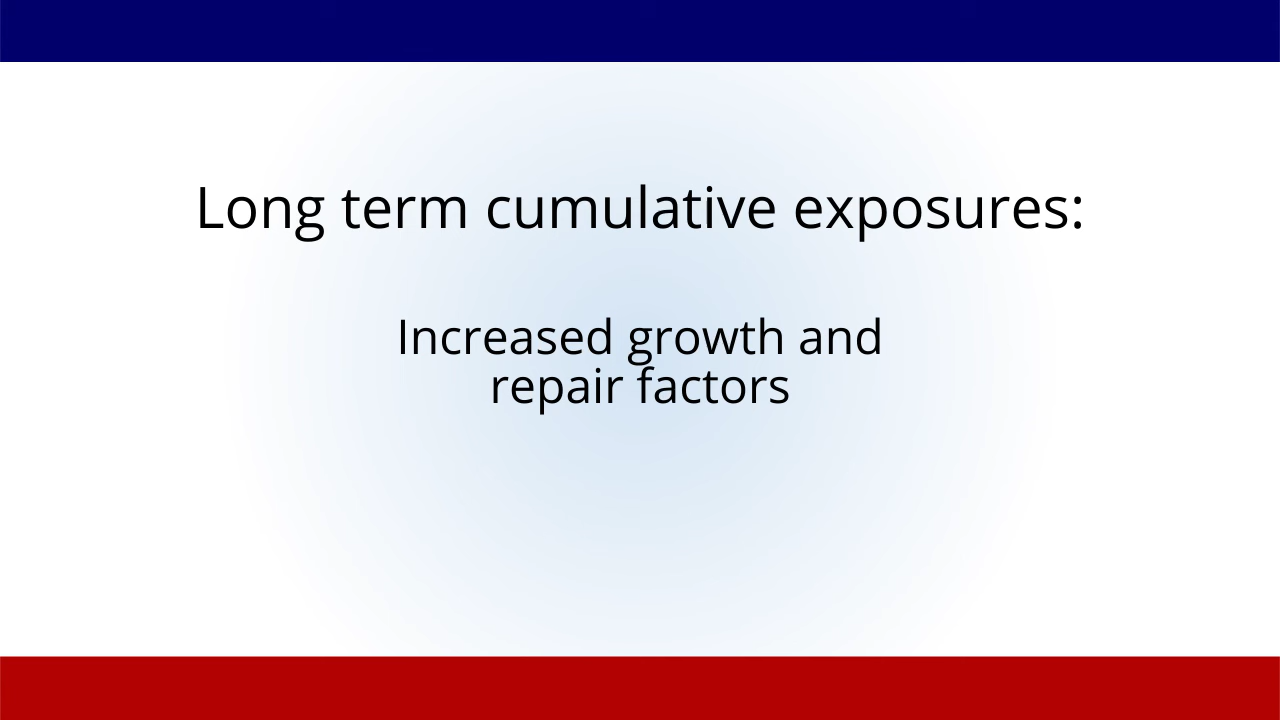 Long term cumulative exposures:
Increased growth and
repair factors